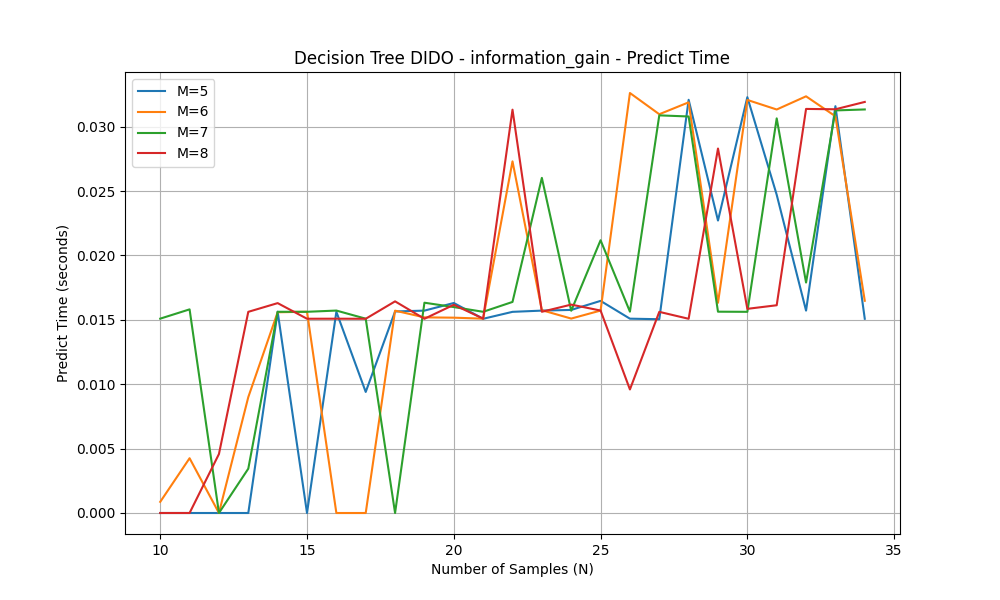 Decision Tree DIDO - information_gain - Predict Time
M=5
M=6
M=7
M=8
Predict Time (seconds)
0.030
0.025
0.020
0.015
0.010
0.005
0.000
10 15 20 25 30 35
Number of Samples (N)